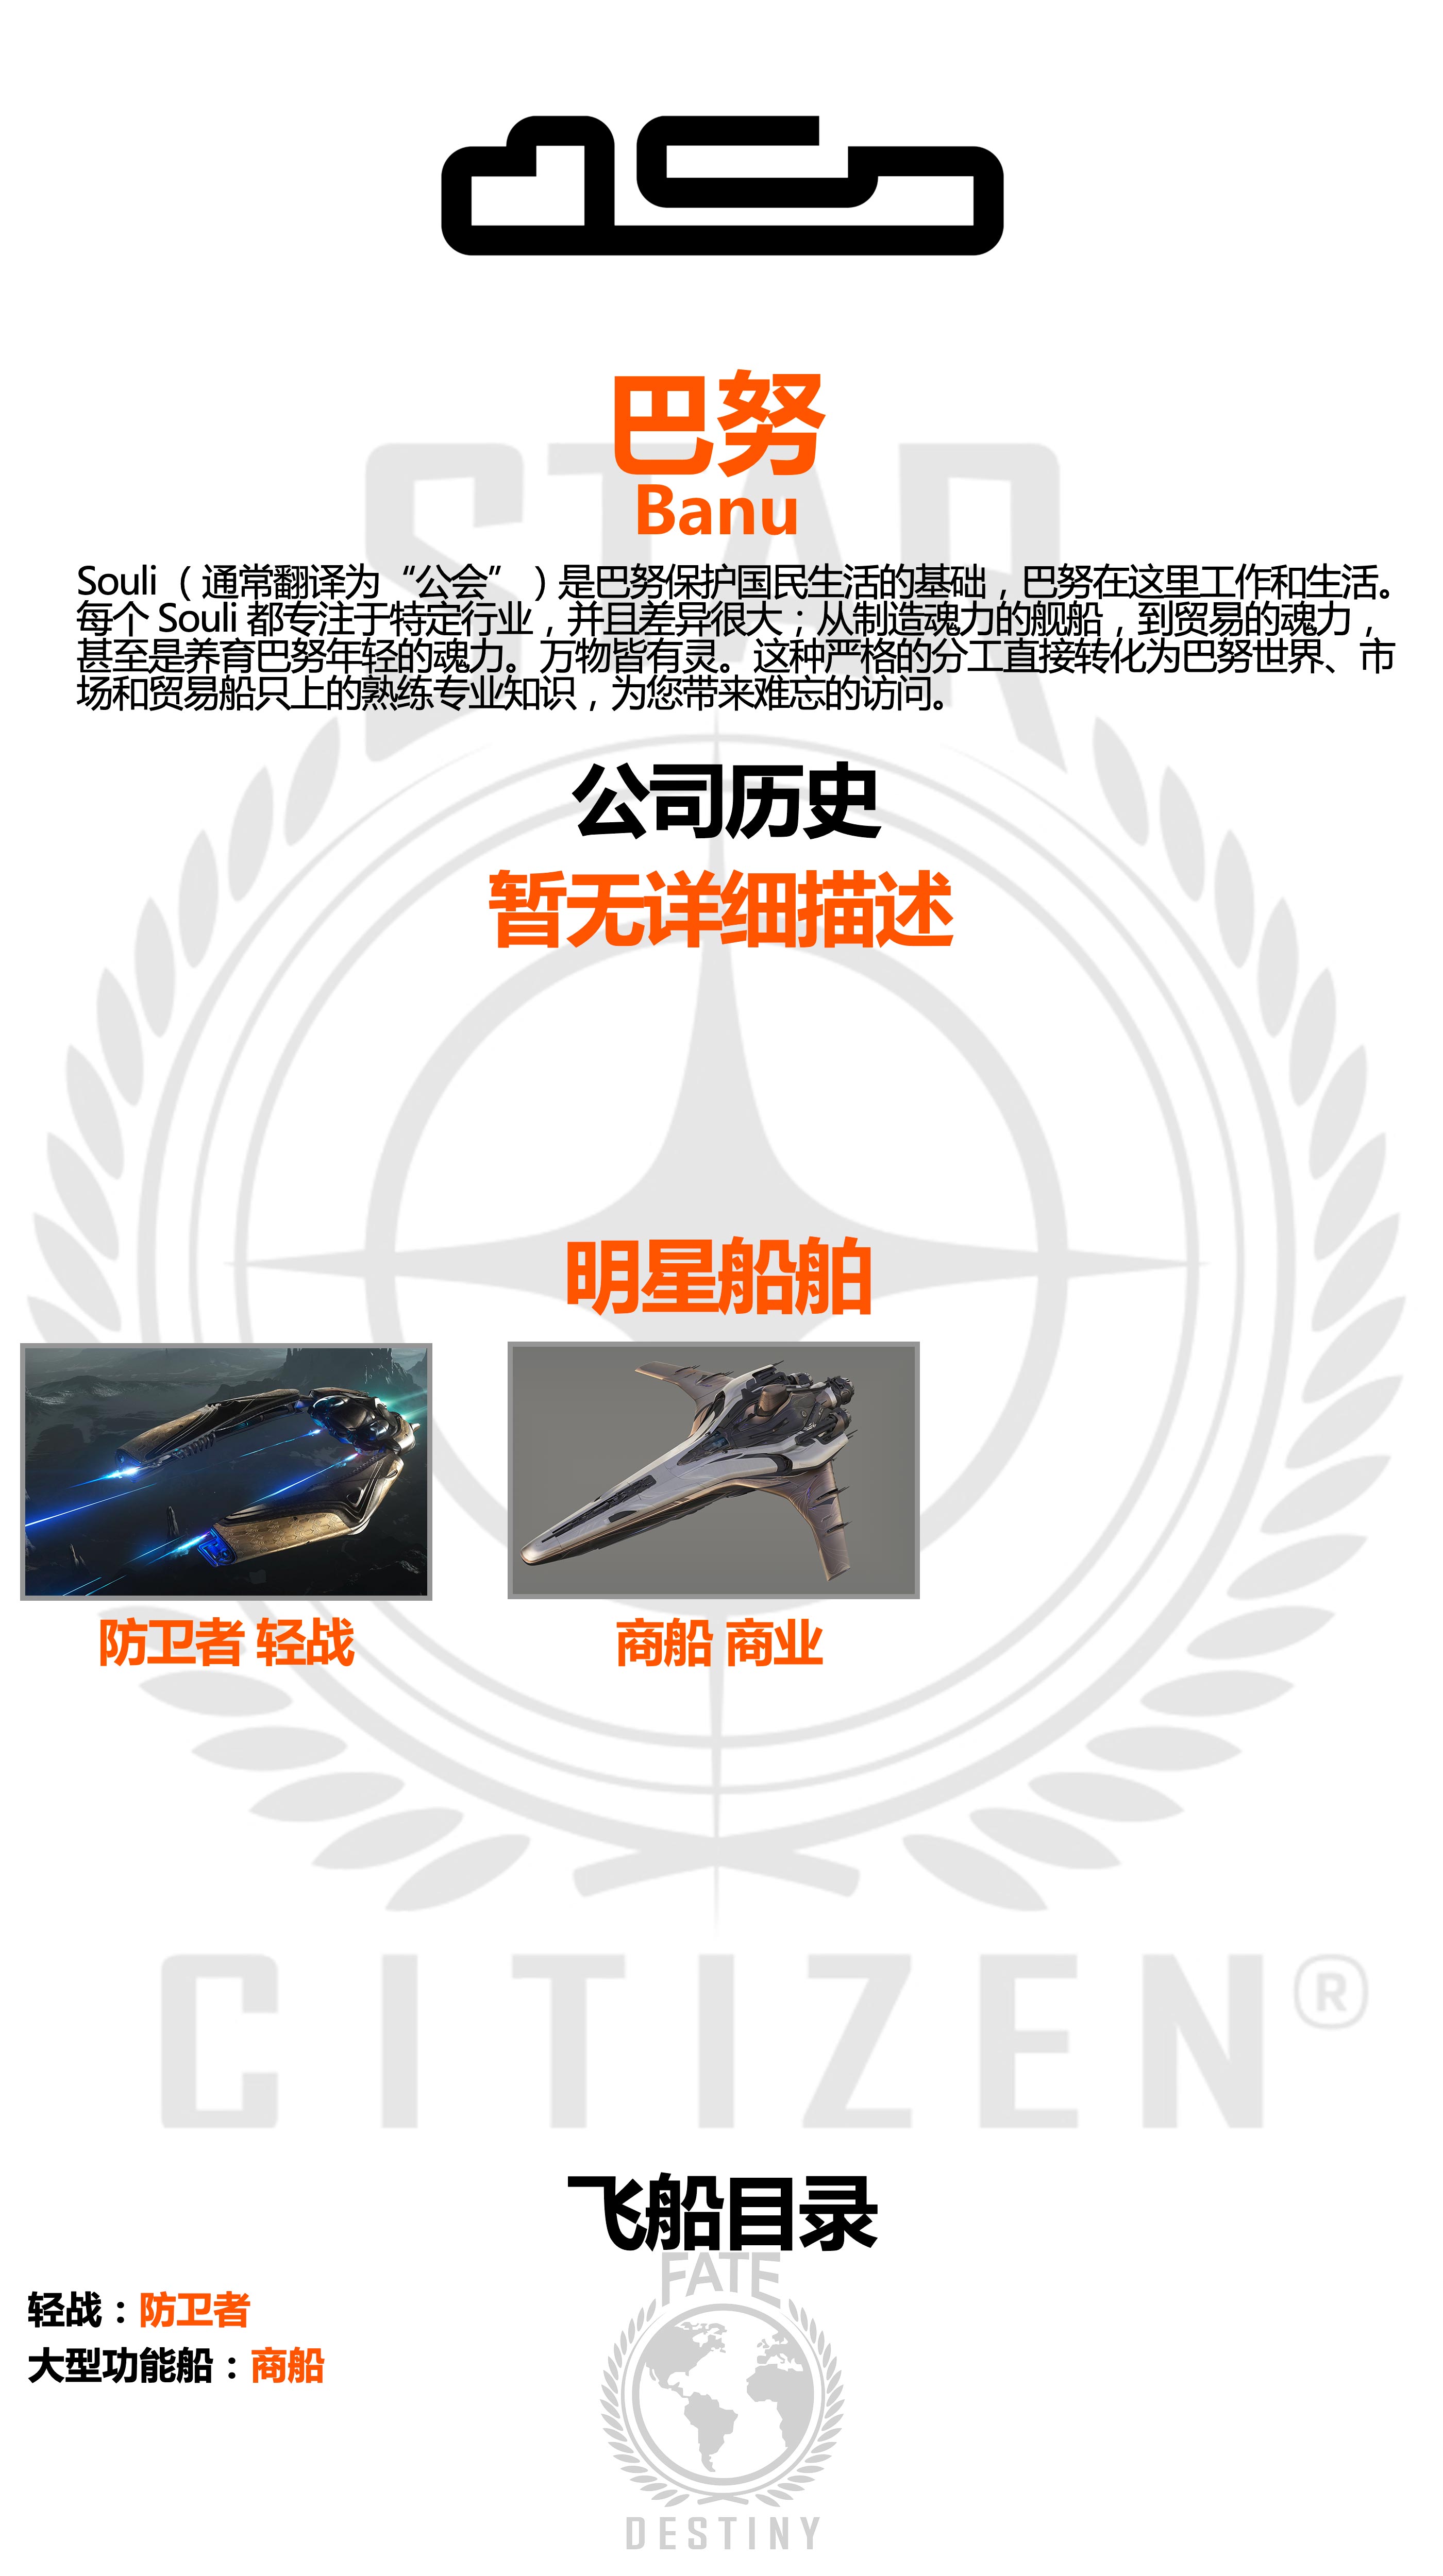 巴努
Banu
Souli（通常翻译为“公会”）是巴努保护国民生活的基础，巴努在这里工作和生活。
每个 Souli 都专注于特定行业，并且差异很大；从制造魂力的舰船，到贸易的魂力，
甚至是养育巴努年轻的魂力。万物皆有灵。这种严格的分工直接转化为巴努世界、市
场和贸易船只上的熟练专业知识，为您带来难忘的访问。
STAR
公司历史
暂无详细描述
明星船舶
防卫者 轻战
商船 商业
CITIZEN®
飞船目录
FATE
轻战：防卫者
大型功能船：商船
DESTINY